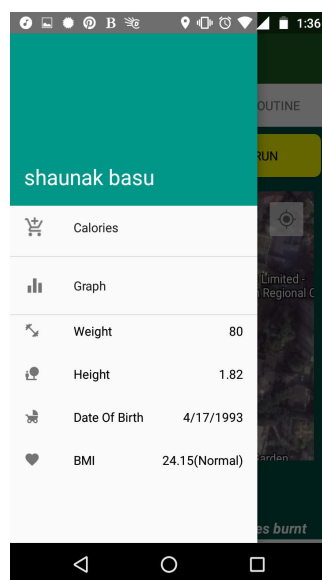 B 1:36
OUTINE
RUN
shaunak basu
Calories
Graph
Limited -
Regional C
Weight 80
Height 1.82
Date Of Birth 4/17/1993
BMI 24.15(Normal)
arden
es burnt